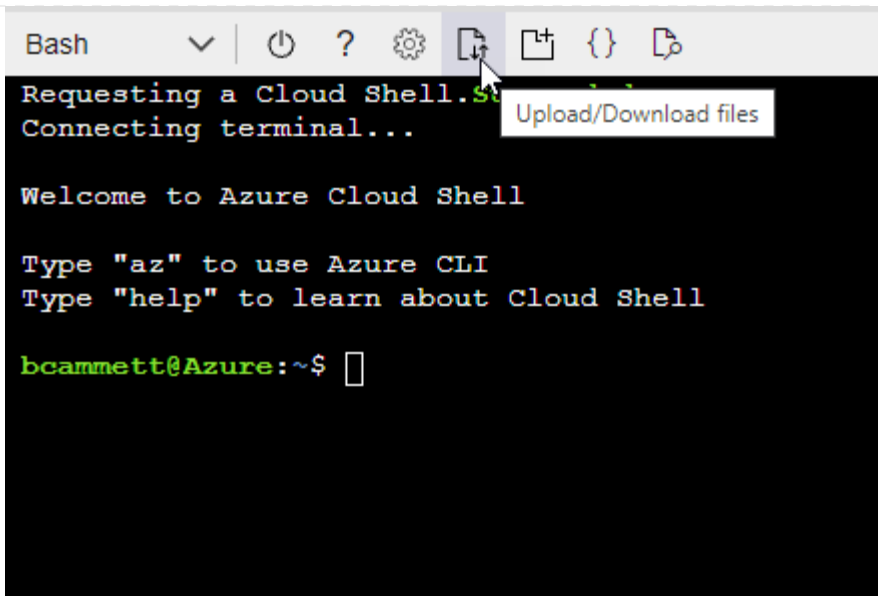 Bash
?
{}
Requesting a Cloud Shell.
Upload/Download files
Connecting terminal...
Welcome to Azure Cloud Shell
Type "az" to use Azure CLI
Type "help" to learn about Cloud Shell
bcammett@Azure:~$